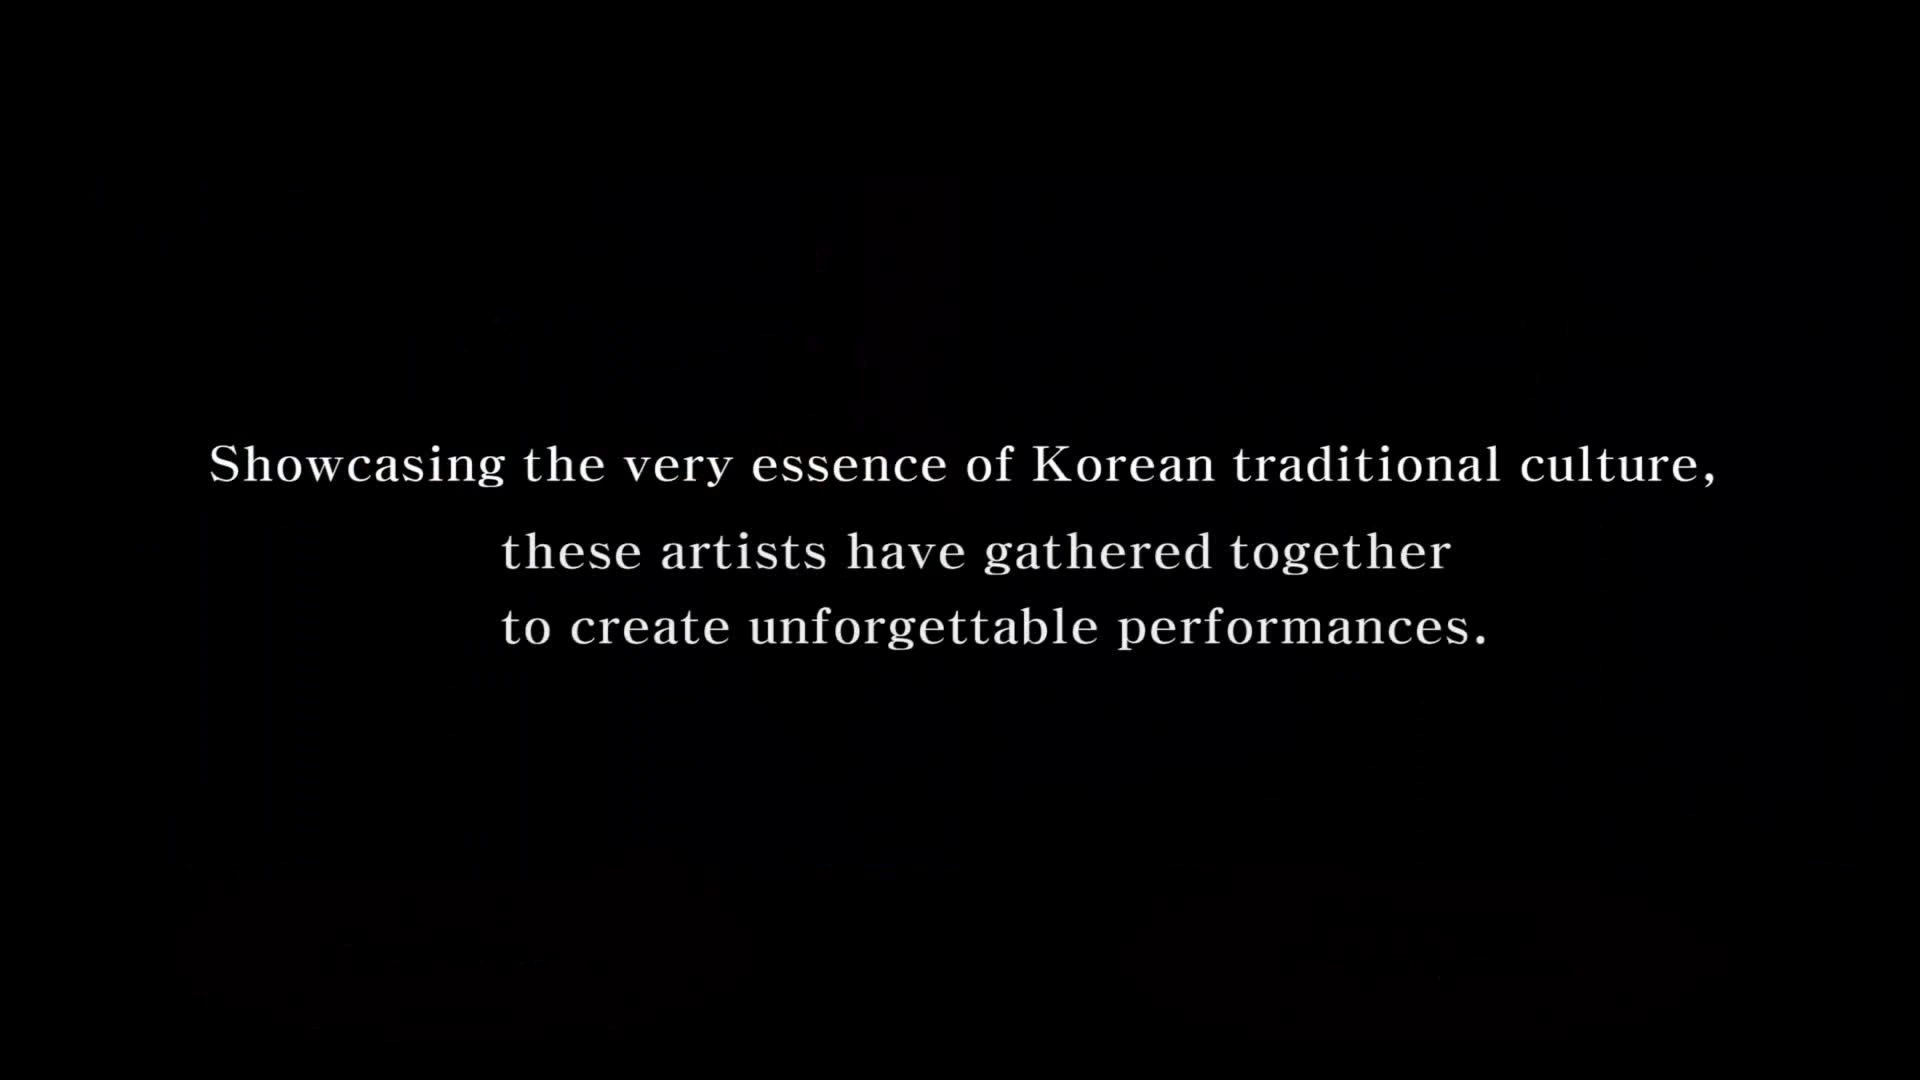 Showcasing the very essence of Korean traditional culture,
these artists have gathered together
to create unforgettable performances.